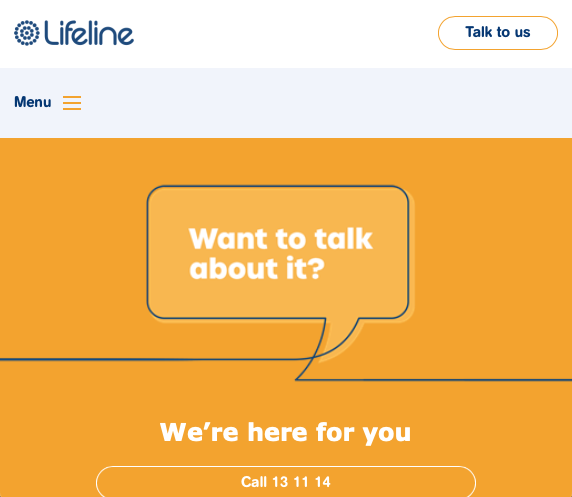 Lifeline
Talk to us
Menu
Want to talk
about it?
We're here for you
Call 13 11 14